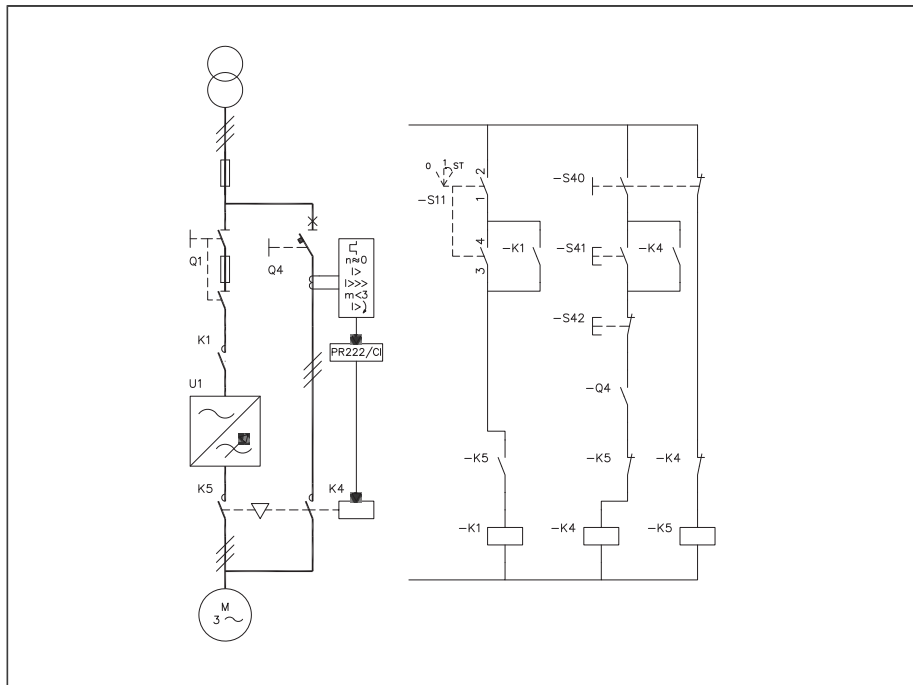 Q1
Q4
n≈0
I>
I>>>
m<3
I>
PR222/CI
K1
U1
K5
K4
M
3 ~
0 1 ST
2
1
-S11
4
3
-K1
-S40
-S41
-K4
-S42
-Q4
-K5
-K5
-K4
-K1
-K4
-K5